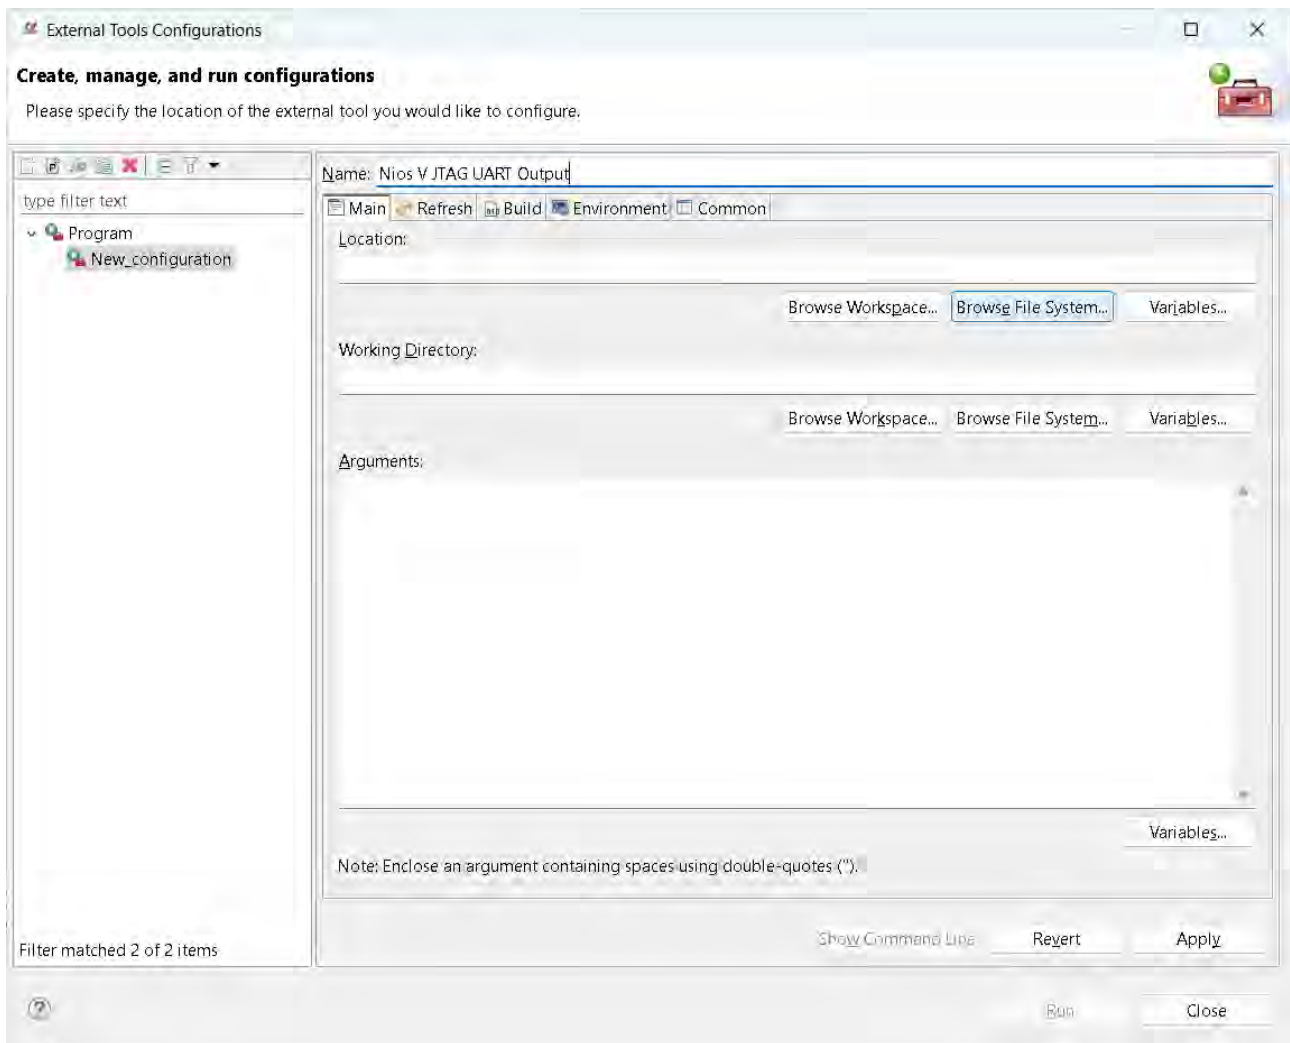 External Tools Configurations
Create, manage, and run configurations
Please specify the location of the external tool you would like to configure.
type filter text
Program
New_configuration
Filter matched 2 of 2 items
Name: Nios V JTAG UART Output
Main Refresh Build Environment Common
Location:
Browse Workspace... Browse File System... Variables...
Working Directory:
Browse Workspace... Browse File System... Variables...
Arguments:
Variables...
Note: Enclose an argument containing spaces using double-quotes (").
Show Command Line Revert Apply
Run Close